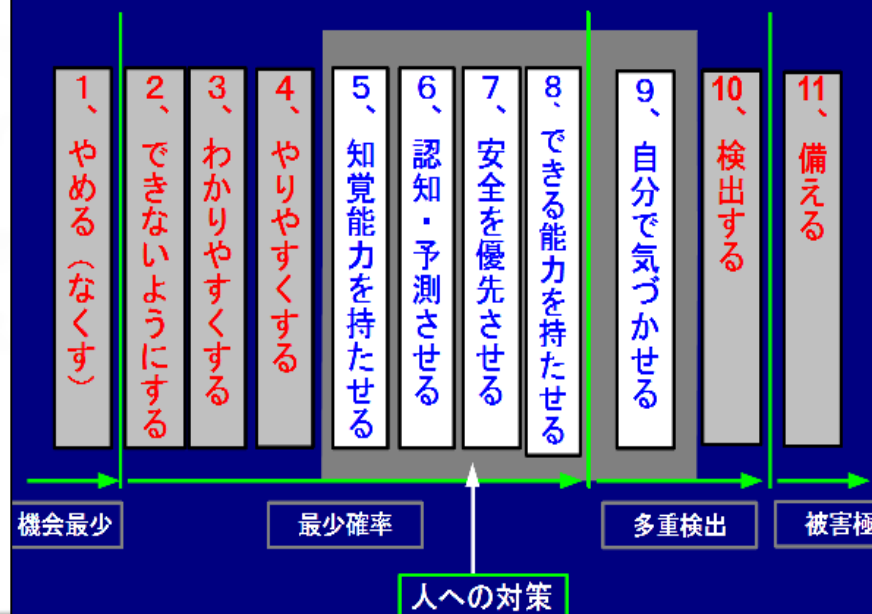 1、やめる（なくす）
2、できないようにする
3、わかりやすくする
4、やりやすくする
5、知覚能力を持たせる
6、認知・予測させる
7、安全を優先させる
8、できる能力を持たせる
9、自分で気づかせる
10、検出する
11、備える
機会最少
最少確率
多重検出
被害極
人への対策